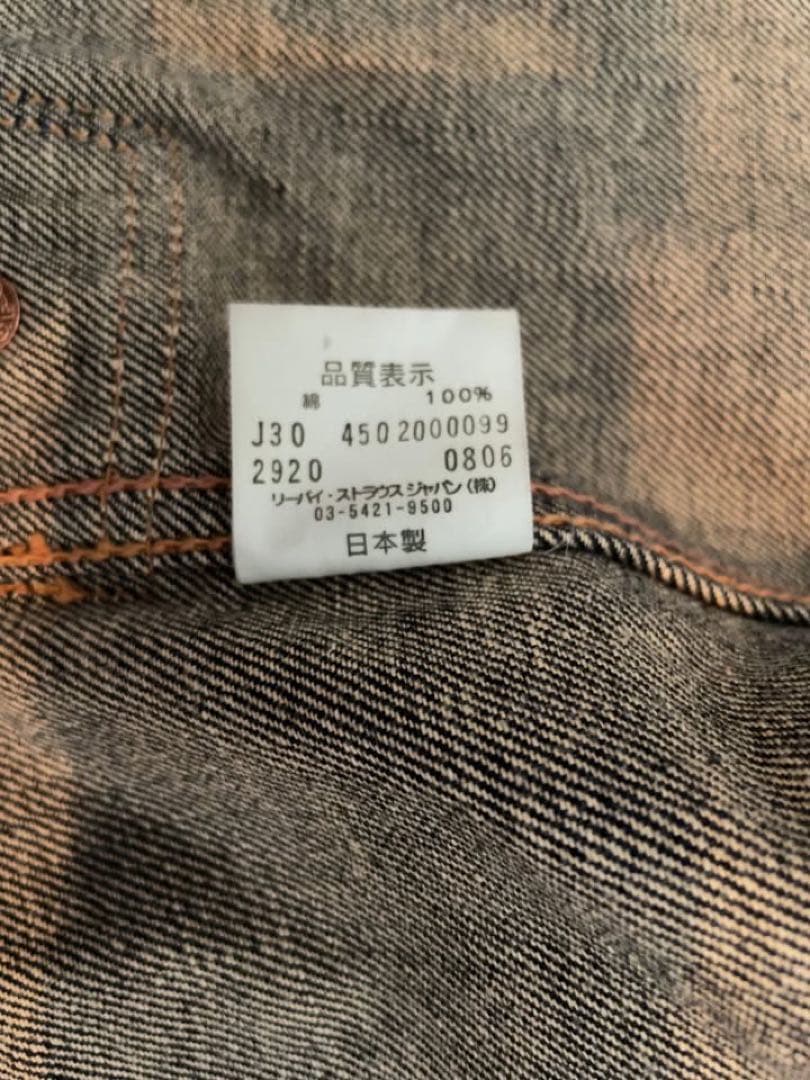 品質表示
綿 100%
J30 4502000099
2920 0806
リーバイ・ストラウスジャパン(株)
03-5421-9500
日本製